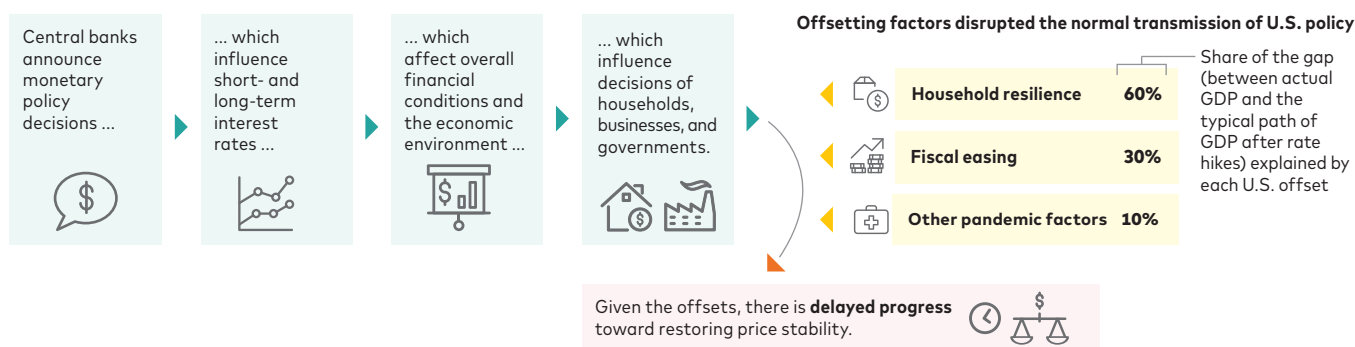 Central banks
announce
monetary
policy
decisions ...
... which
influence
short- and
long-term
interest
rates ...
... which
affect overall
financial
conditions and
the economic
environment ...
... which
influence
decisions of
households,
businesses, and
governments.
Offsetting factors disrupted the normal transmission of U.S. policy
Household resilience 60%
Fiscal easing 30%
Other pandemic factors 10%
Share of the gap
(between actual
GDP and the
typical path of
GDP after rate
hikes) explained by
each U.S. offset
Given the offsets, there is delayed progress
toward restoring price stability.